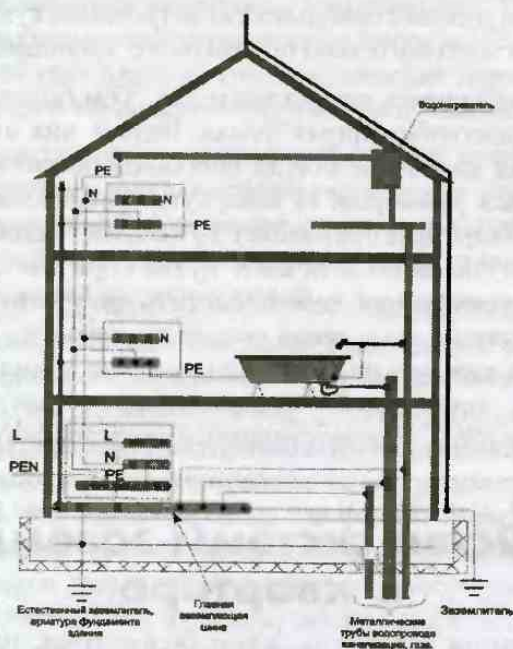 Водонагреватель
PE
N
N
PE
N
PE
L
L
PEN
N
PE
Естественный заземлитель,
арматура фундамента
здания
Главная
заземляющая
шина
Металлические
трубы водопровода
канализации, газа.
Заземлитель